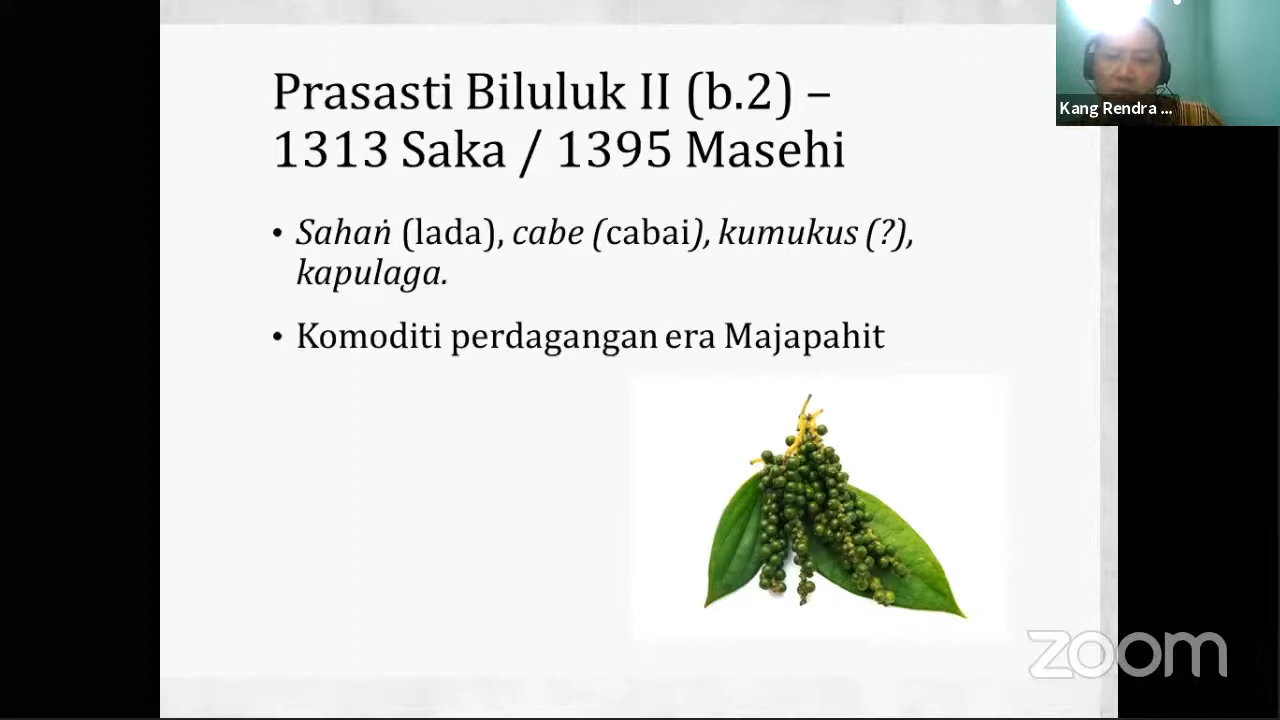 Prasasti Biluluk II (b.2) –
1313 Saka / 1395 Masehi
• Sahaṅ (lada), cabe (cabai), kumukus (?),
kapulaga.
• Komoditi perdagangan era Majapahit
Kang Rendra ...
zoom